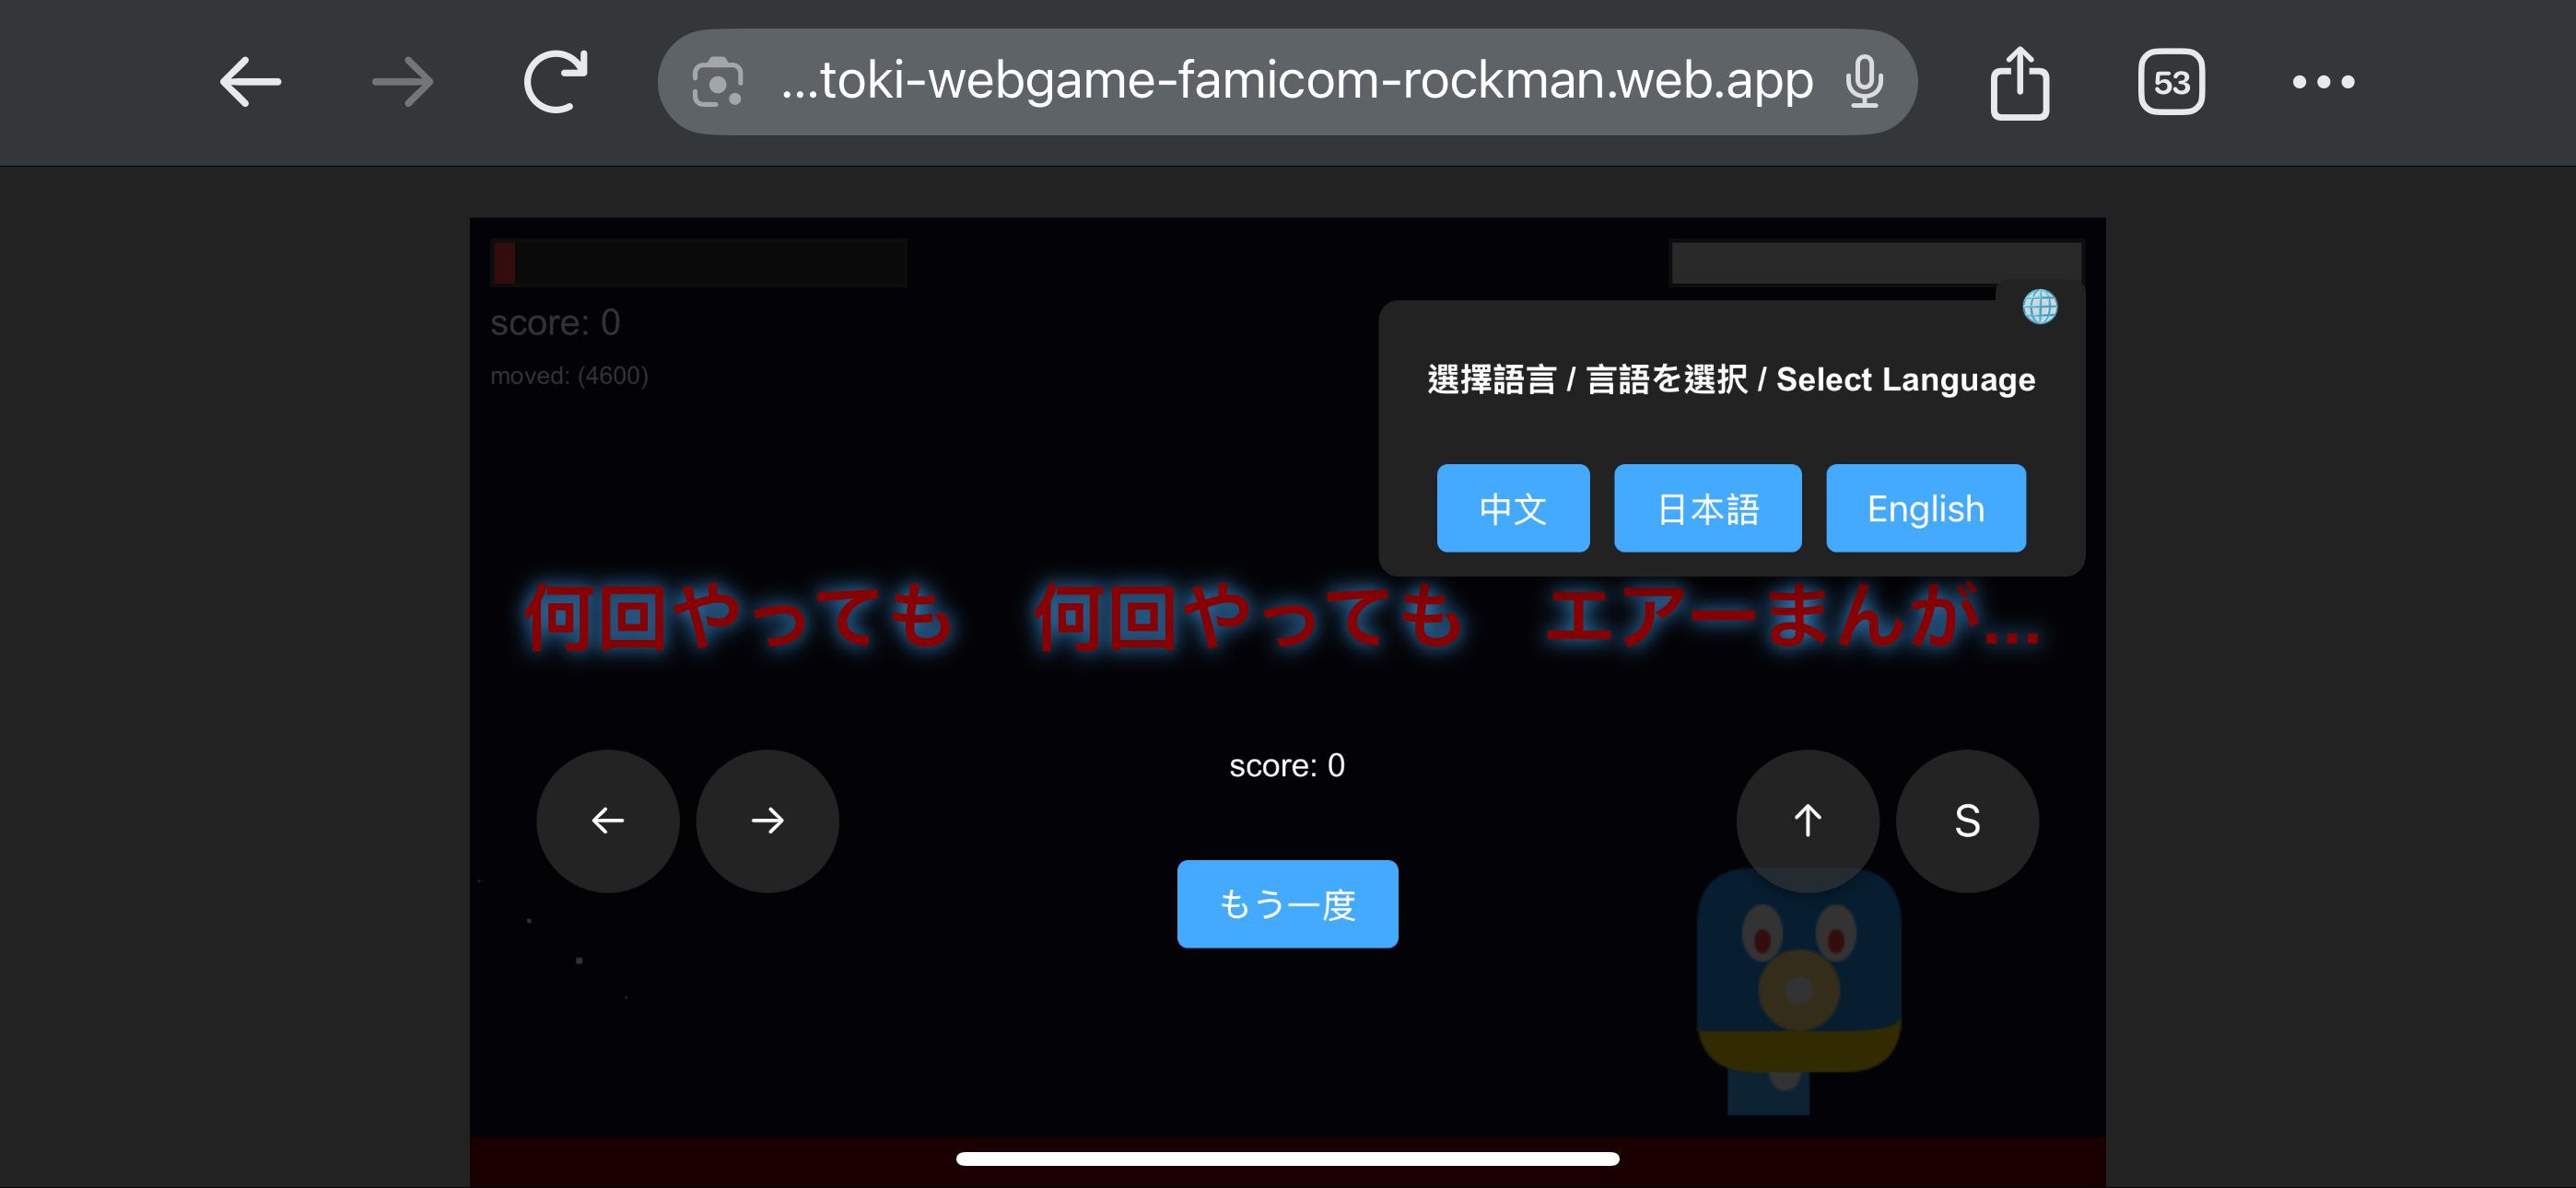 ...toki-webgame-famicom-rockman.web.app
53
score: 0
moved: (4600)
選擇語言 / 言語を選択 / Select Language
中文
日本語
English
何回やっても　何回やっても　エアーまんが...
score: 0
S
もう一度